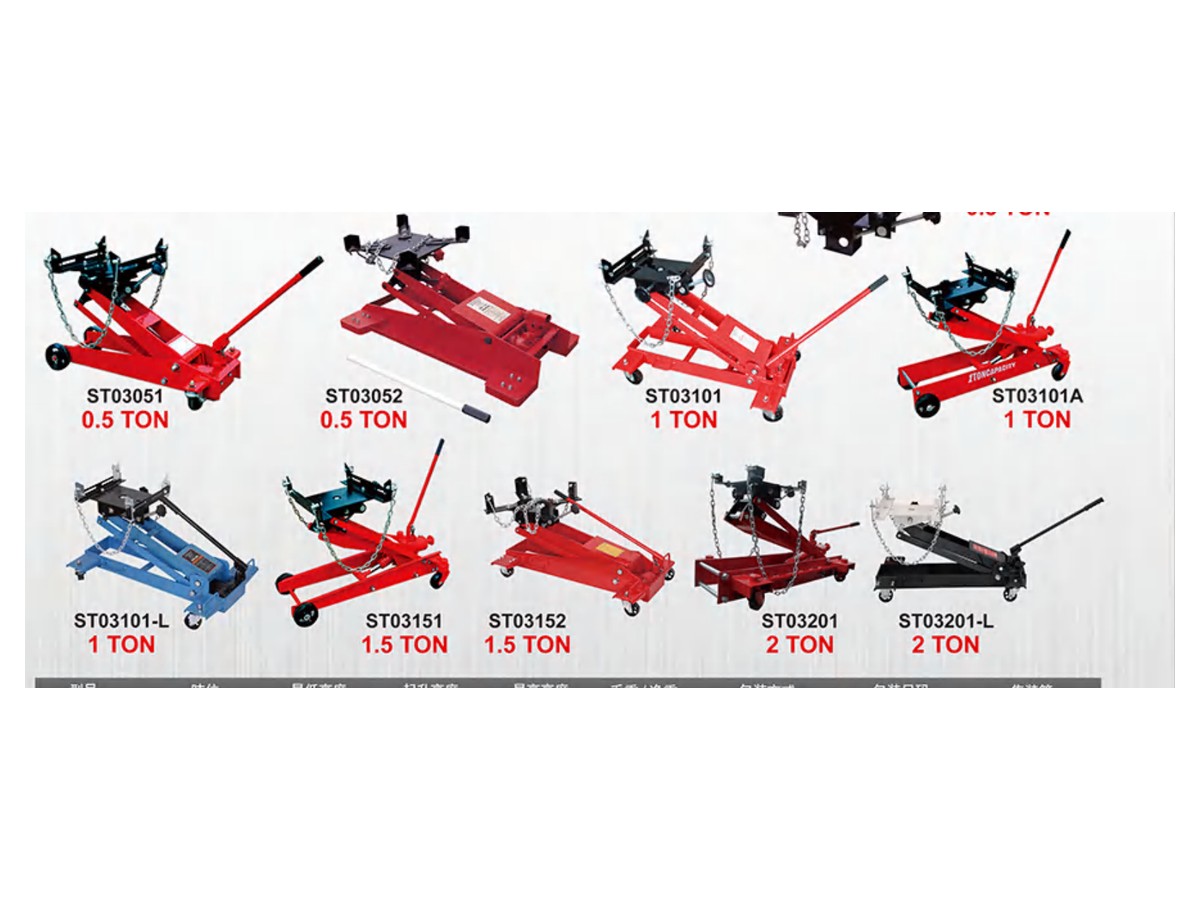 ST03051
0.5 TON
ST03052
0.5 TON
ST03101
1 TON
1TONCAPACITY
ST03101A
1 TON
ST03101-L
1 TON
ST03151
1.5 TON
ST03152
1.5 TON
ST03201
2 TON
ST03201-L
2 TON